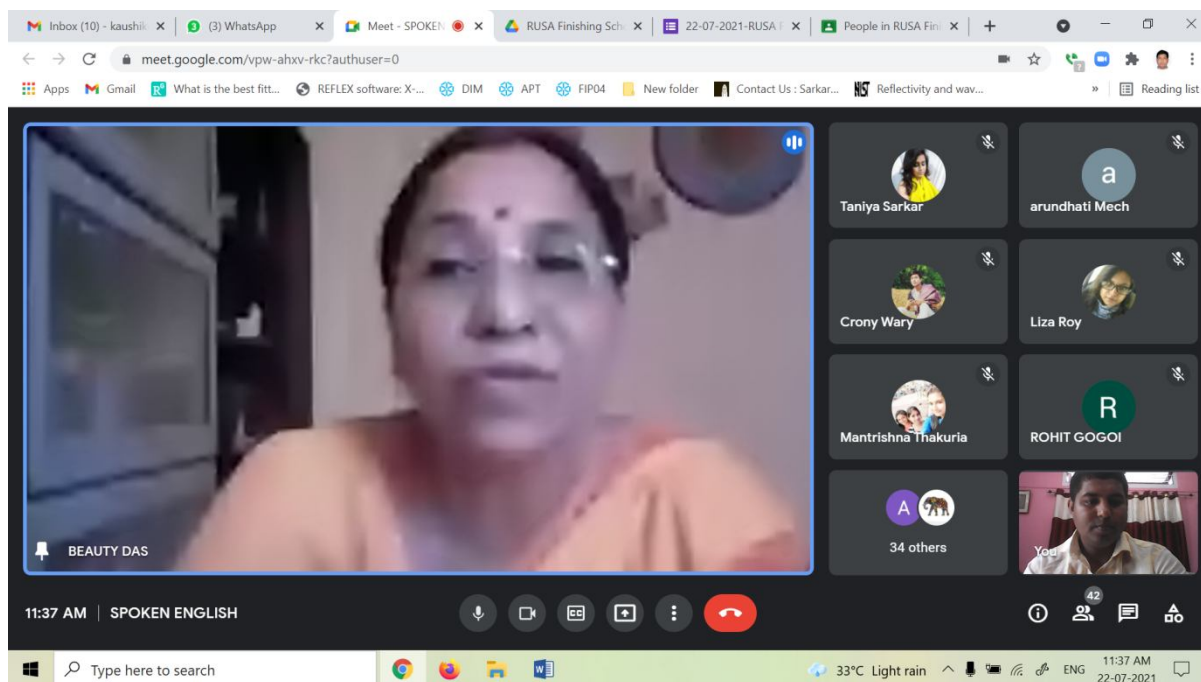 Inbox (10) - kaushik
(3) WhatsApp
Meet - SPOKEN
RUSA Finishing Scho
22-07-2021-RUSA F
People in RUSA Fini
meet.google.com/vpw-ahxv-rkc?authuser=0
7
Apps
Gmail
What is the best fitt...
REFLEX software: X-...
DIM
APT
FIP04
New folder
Contact Us : Sarkar...
Reflectivity and wav...
»
Reading list
Taniya Sarkar
a
arundhati Mech
Crony Wary
Liza Roy
Mantrishna Thakuria
R
ROHIT GOGOI
A
34 others
You
BEAUTY DAS
11:37 AM | SPOKEN ENGLISH
42
Type here to search
33°C Light rain
ENG
11:37 AM
22-07-2021